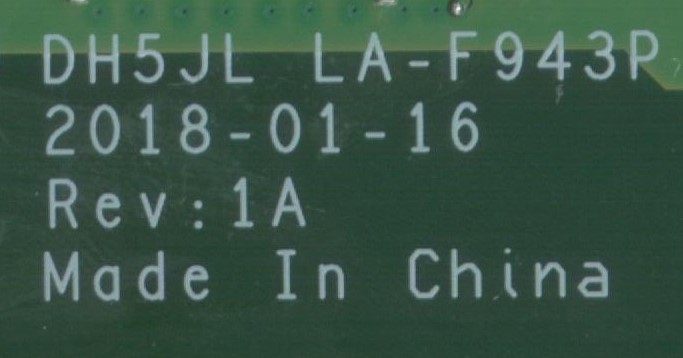 DH5JL LA-F943P
2018-01-16
Rev:1A
Made In China